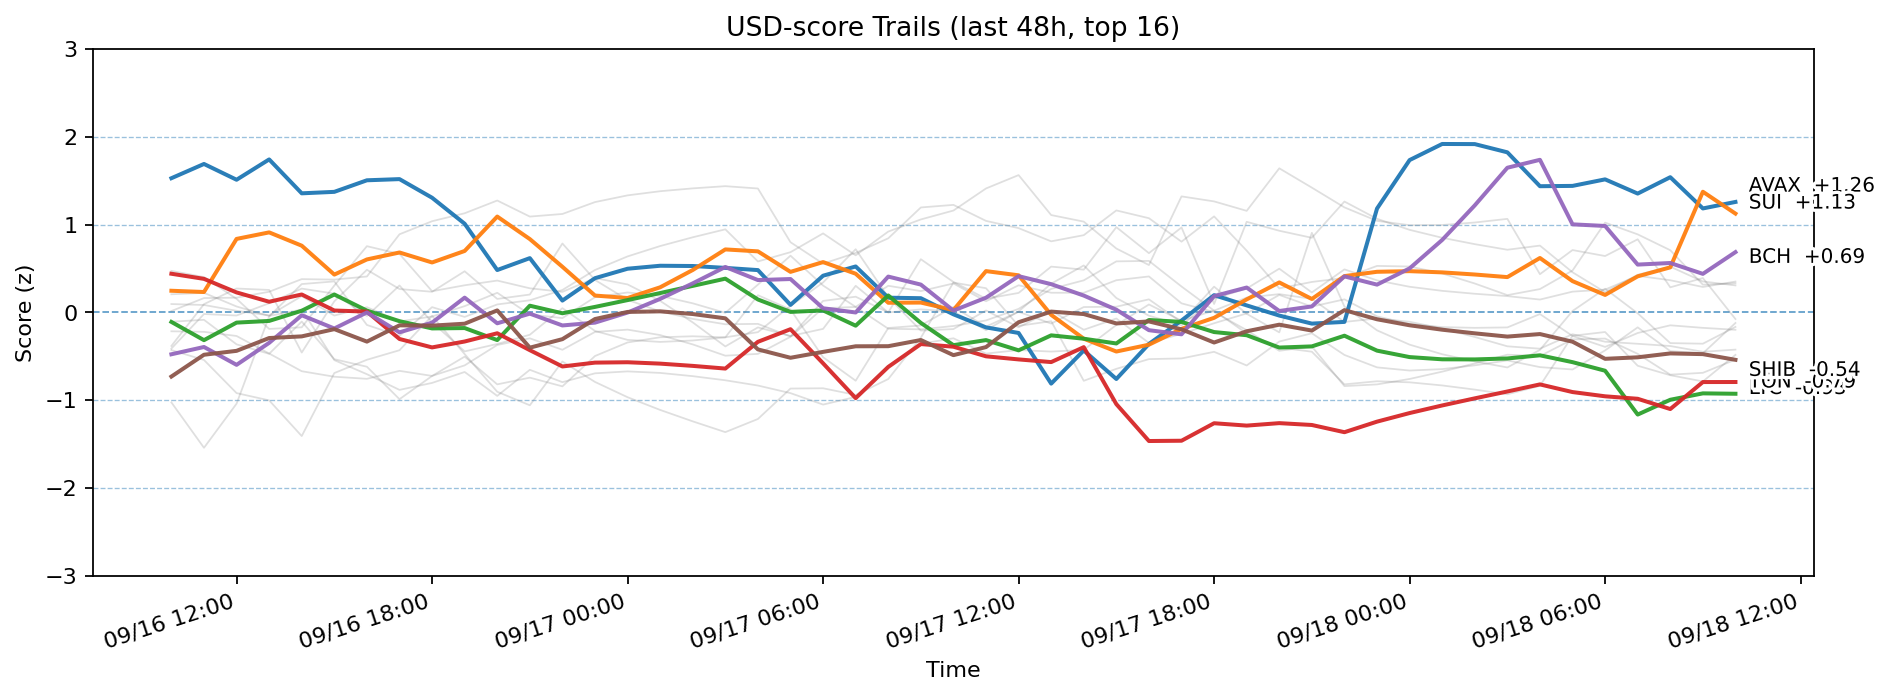 USD-score Trails (last 48h, top 16)
Score (z)
3
2
1
0
−1
−2
−3
AVAX +1.26
SUI +1.13
BCH +0.69
SHIB -0.54
09/16 12:00
09/16 18:00
09/17 00:00
09/17 06:00
09/17 12:00
09/17 18:00
09/18 00:00
09/18 06:00
09/18 12:00
Time